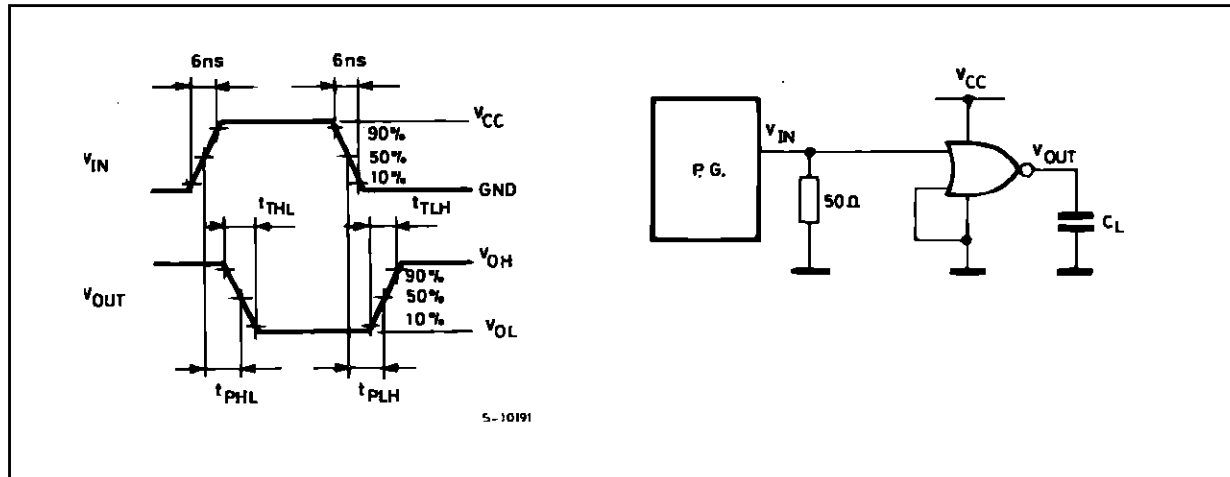 6ns
6ns
VCC
90%
50%
10%
VIN
GND
tTHL
tTLH
VOH
90%
50%
10%
VOUT
VOL
tPHL
tPLH
S-10191
VCC
VIN
P.G.
VOUT
50Ω
CL